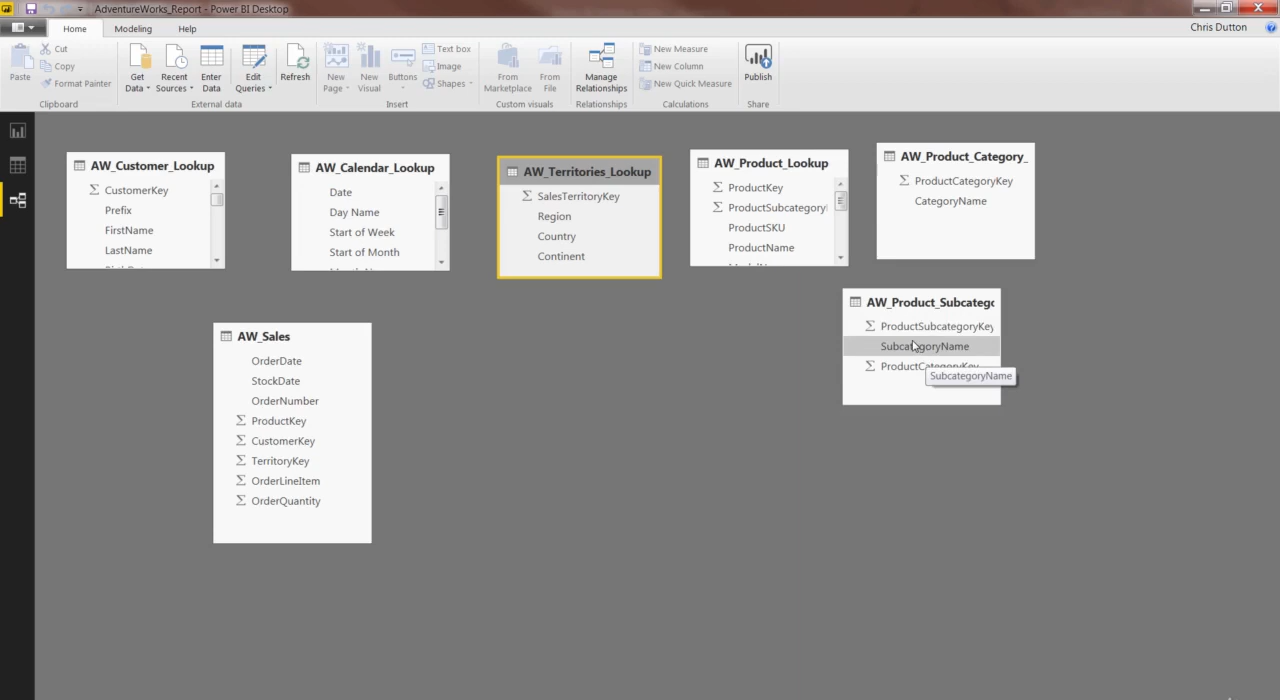 AdventureWorks_Report - Power BI Desktop
Home
Modeling
Help
Chris Dutton
Paste
Cut
Copy
Format Painter
Clipboard
Get Data
Recent Sources
Enter Data
Edit Queries
Refresh
External data
New Page
New Visual
Buttons
Text box
Image
Shapes
Insert
From Marketplace
From File
Custom visuals
Manage Relationships
Relationships
New Measure
New Column
New Quick Measure
Calculations
Publish
Share
AW_Customer_Lookup
CustomerKey
Prefix
FirstName
LastName
AW_Calendar_Lookup
Date
Day Name
Start of Week
Start of Month
AW_Territories_Lookup
SalesTerritoryKey
Region
Country
Continent
AW_Product_Lookup
ProductKey
ProductSubcategory
ProductSKU
ProductName
AW_Product_Category_
ProductCategoryKey
CategoryName
AW_Product_Subcateg
ProductSubcategoryKey
SubcategoryName
ProductCategoryKey
SubcategoryName
AW_Sales
OrderDate
StockDate
OrderNumber
ProductKey
CustomerKey
TerritoryKey
OrderLineItem
OrderQuantity